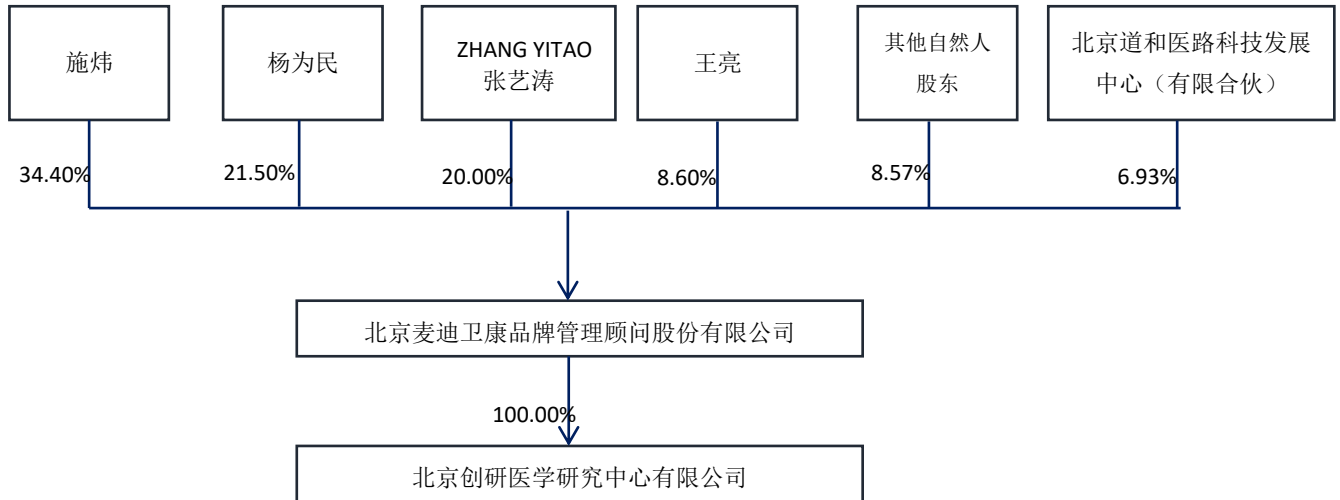 施炜
杨为民
ZHANG YITAO
张艺涛
王亮
其他自然人
股东
北京道和医路科技发展
中心（有限合伙）
34.40%
21.50%
20.00%
8.60%
8.57%
6.93%
北京麦迪卫康品牌管理顾问股份有限公司
100.00%
北京创研医学研究中心有限公司